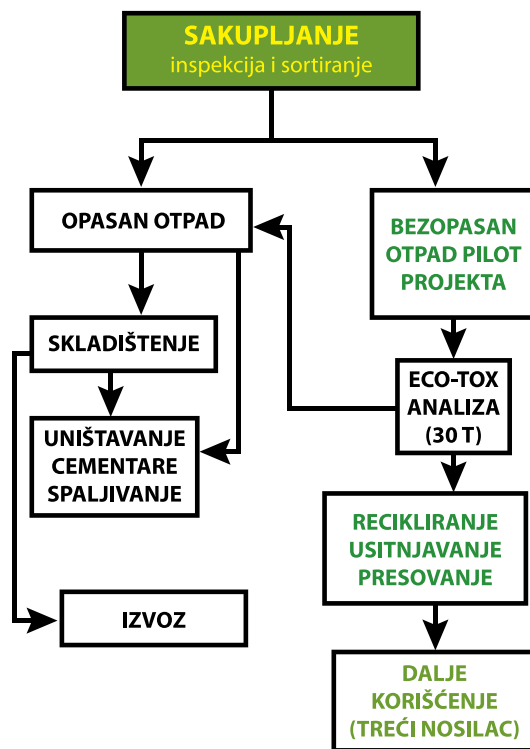 SAKUPLJANJE
inspekcija i sortiranje
OPASAN OTPAD
BEZOPASAN
OTPAD PILOT
PROJEKTA
SKLADIŠTENJE
ECO-TOX
ANALIZA
(30 T)
UNIŠTAVANJE
CEMENTARE
SPALJIVANJE
RECIKLIRANJE
USITNJAVANJE
PRESOVANJE
IZVOZ
DALJE
KORIŠĆENJE
(TREĆI NOSILAC)